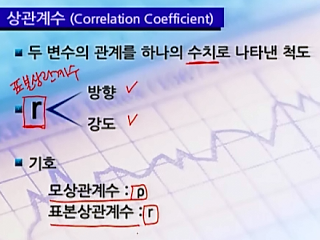 상관계수 (Correlation Coefficient)
두 변수의 관계를 하나의 수치로 나타낸 척도
표본상관계수
r
방향 ✓
강도 ✓
기호
모상관계수 : ρ
표본상관계수 : r